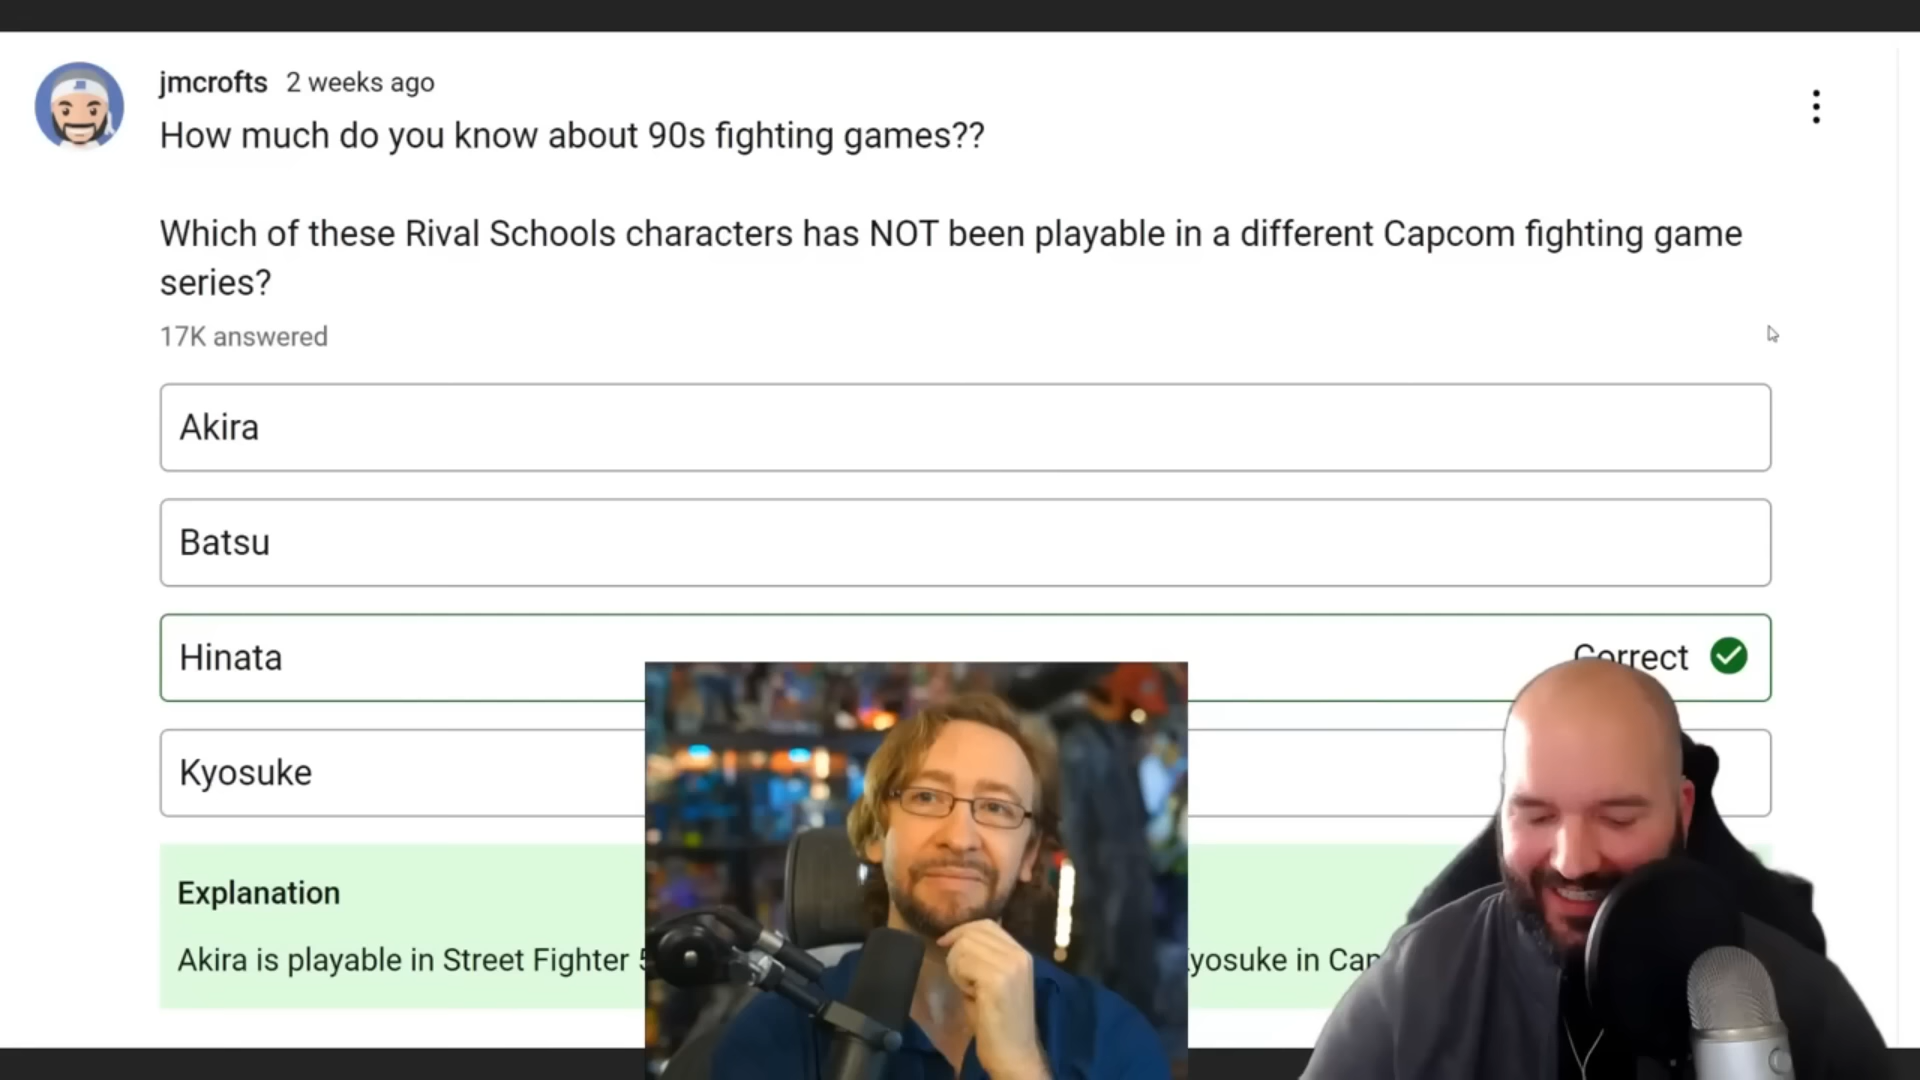 jmcrofts 2 weeks ago
How much do you know about 90s fighting games??
Which of these Rival Schools characters has NOT been playable in a different Capcom fighting game
series?
17K answered
Akira
Batsu
Hinata Correct
Kyosuke
Explanation
Akira is playable in Street Fighter in